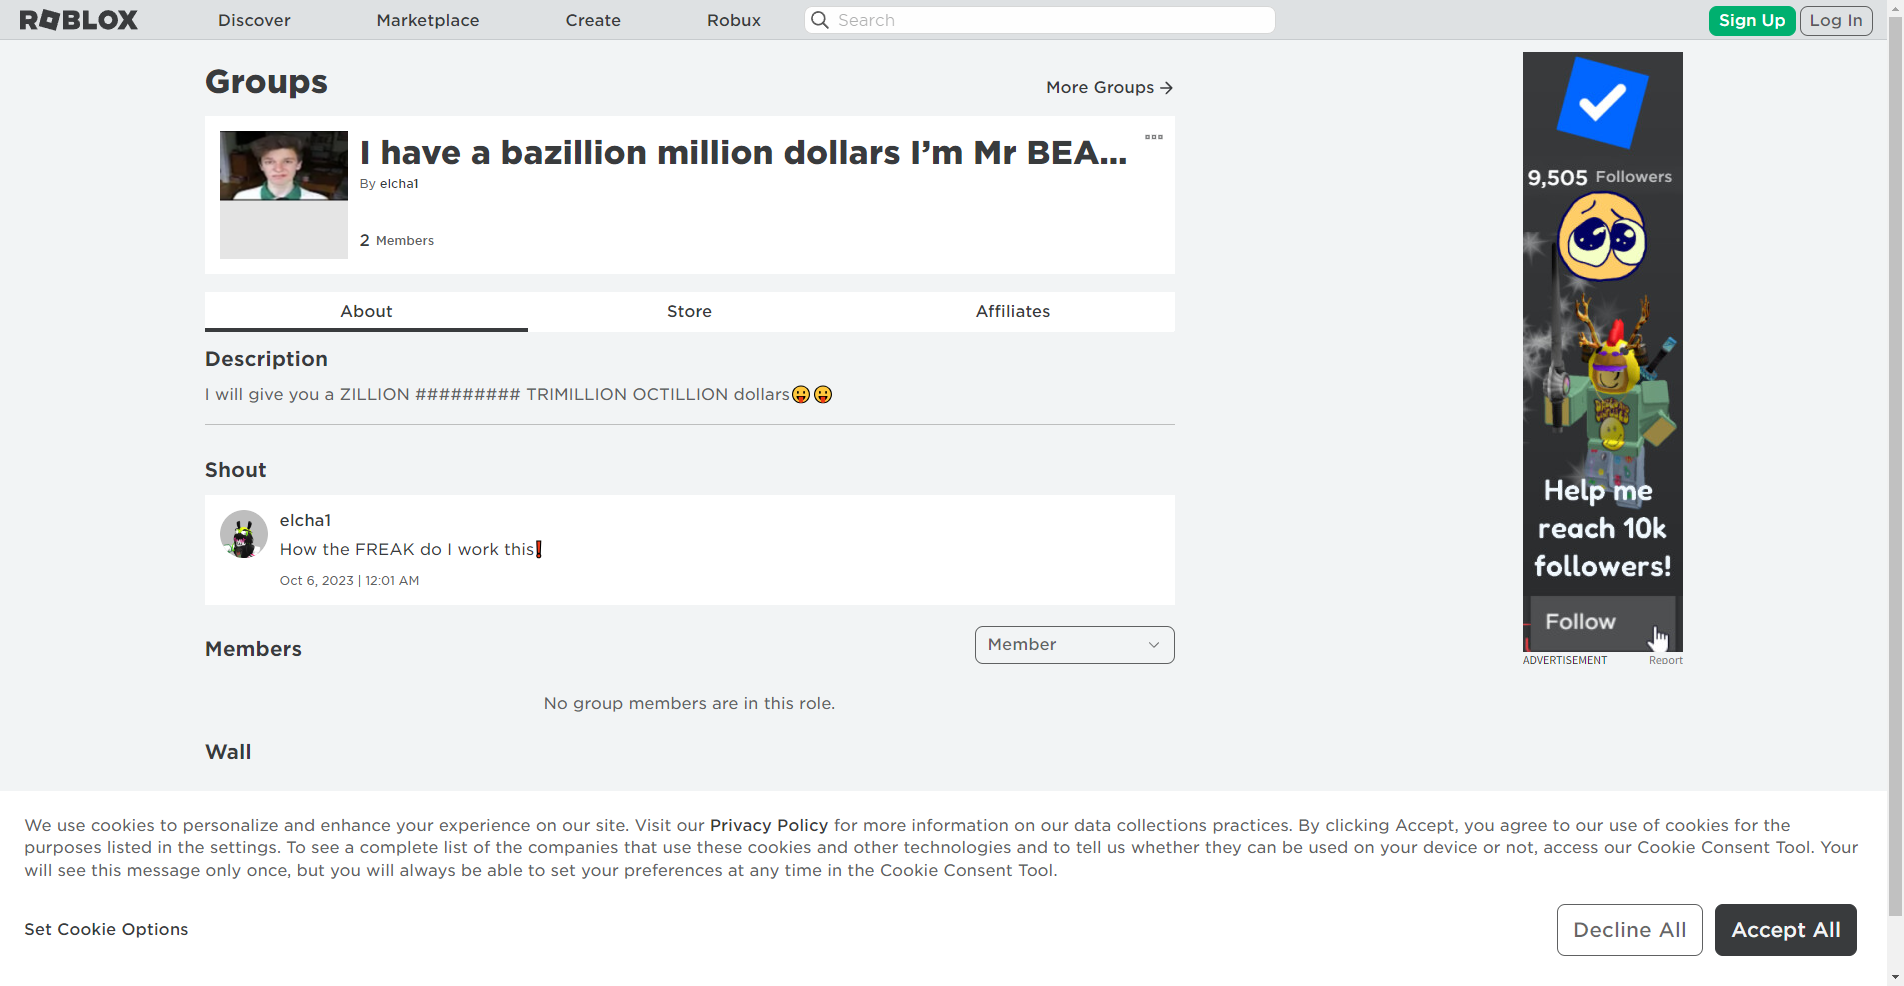 ROBLOX
Discover
Marketplace
Create
Robux
Search
Sign Up
Log In
Groups
More Groups →
I have a bazillion million dollars I’m Mr BEA...
By elcha1
2 Members
About
Store
Affiliates
Description
I will give you a ZILLION ######### TRIMILLION OCTILLION dollars😛😛
Shout
elcha1
How the FREAK do I work this❗
Oct 6, 2023 | 12:01 AM
Members
Member
No group members are in this role.
Wall
9,505 Followers
Help me
reach 10k
followers!
Follow
ADVERTISEMENT
Report
We use cookies to personalize and enhance your experience on our site. Visit our Privacy Policy for more information on our data collections practices. By clicking Accept, you agree to our use of cookies for the
purposes listed in the settings. To see a complete list of the companies that use these cookies and other technologies and to tell us whether they can be used on your device or not, access our Cookie Consent Tool. Your
will see this message only once, but you will always be able to set your preferences at any time in the Cookie Consent Tool.
Set Cookie Options
Decline All
Accept All